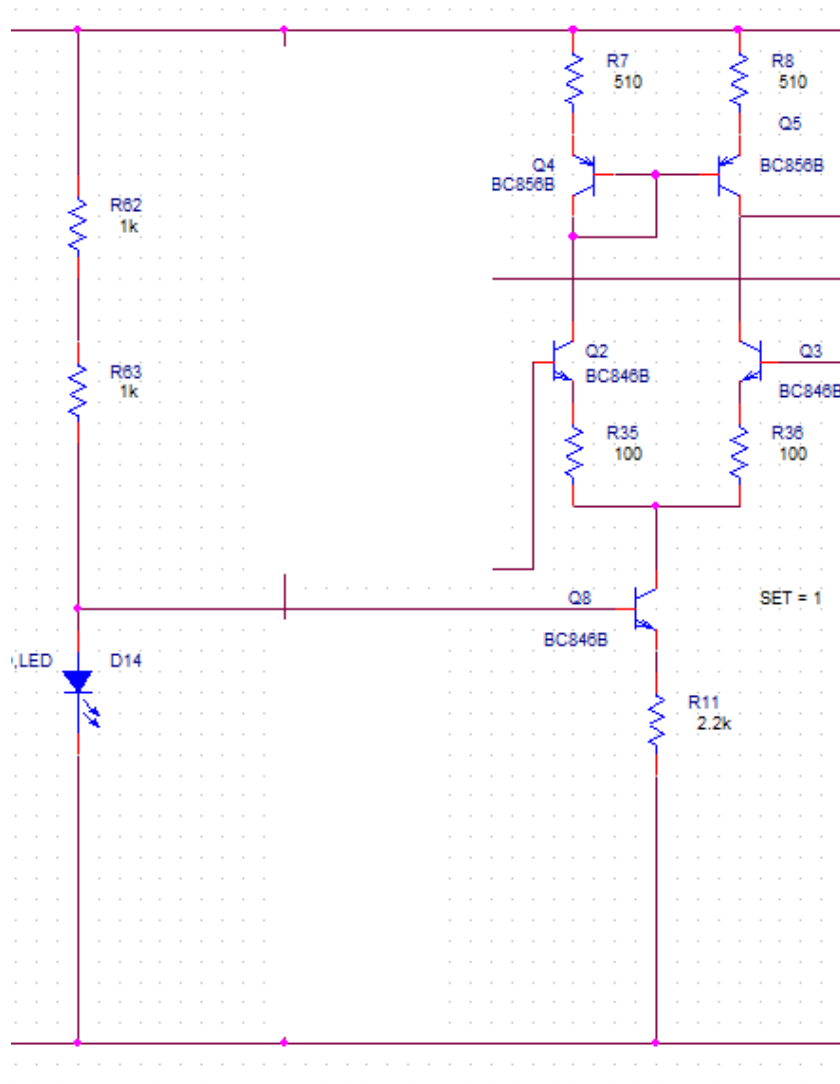 R7
510
R8
510
Q5
Q4
BC856B
BC856B
R62
1k
Q2
BC846B
Q3
BC846B
R63
1k
R35
100
R36
100
Q8
SET = 1
BC846B
,LED
D14
R11
2.2k